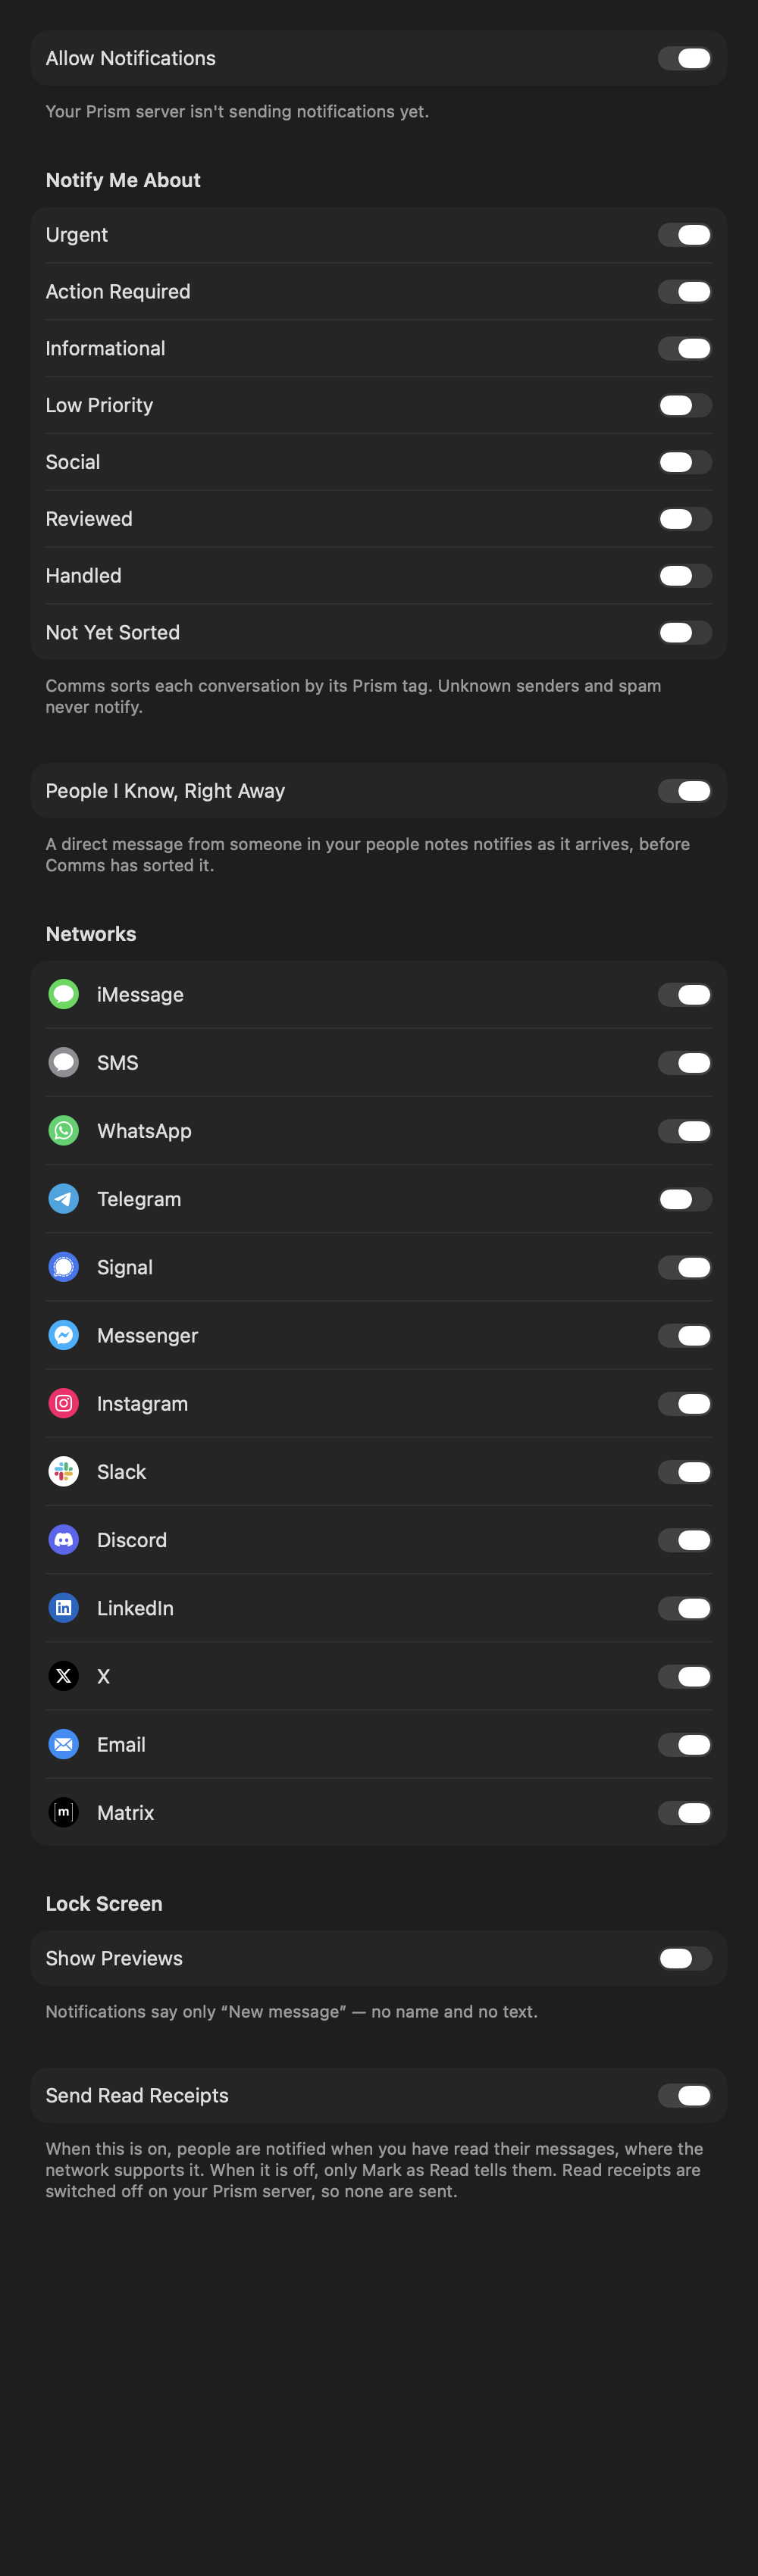 Allow Notifications
Your Prism server isn't sending notifications yet.
Notify Me About
Urgent
Action Required
Informational
Low Priority
Social
Reviewed
Handled
Not Yet Sorted
Comms sorts each conversation by its Prism tag. Unknown senders and spam
never notify.
People I Know, Right Away
A direct message from someone in your people notes notifies as it arrives, before
Comms has sorted it.
Networks
iMessage
SMS
WhatsApp
Telegram
Signal
Messenger
Instagram
Slack
Discord
in LinkedIn
X
Email
[m] Matrix
Lock Screen
Show Previews
Notifications say only “New message” — no name and no text.
Send Read Receipts
When this is on, people are notified when you have read their messages, where the
network supports it. When it is off, only Mark as Read tells them. Read receipts are
switched off on your Prism server, so none are sent.